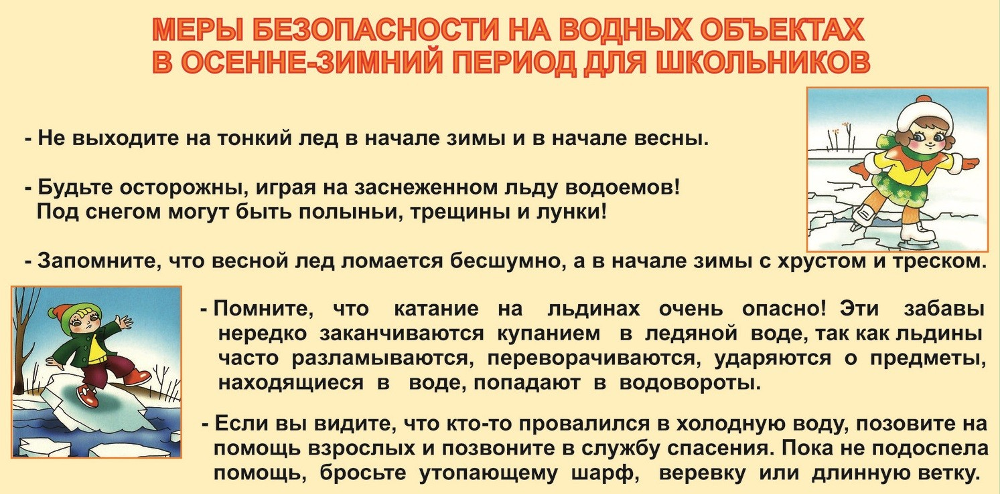 МЕРЫ БЕЗОПАСНОСТИ НА ВОДНЫХ ОБЪЕКТАХ
В ОСЕННЕ-ЗИМНИЙ ПЕРИОД ДЛЯ ШКОЛЬНИКОВ
- Не выходите на тонкий лед в начале зимы и в начале весны.
- Будьте осторожны, играя на заснеженном льду водоемов!
Под снегом могут быть полыньи, трещины и лунки!
- Запомните, что весной лед ломается бесшумно, а в начале зимы с хрустом и треском.
- Помните, что катание на льдинах очень опасно! Эти забавы
нередко заканчиваются купанием в ледяной воде, так как льдины
часто разламываются, переворачиваются, ударяются о предметы,
находящиеся в воде, попадают в водовороты.
- Если вы видите, что кто-то провалился в холодную воду, позовите на
помощь взрослых и позвоните в службу спасения. Пока не подоспела
помощь, бросьте утопающему шарф, веревку или длинную ветку.